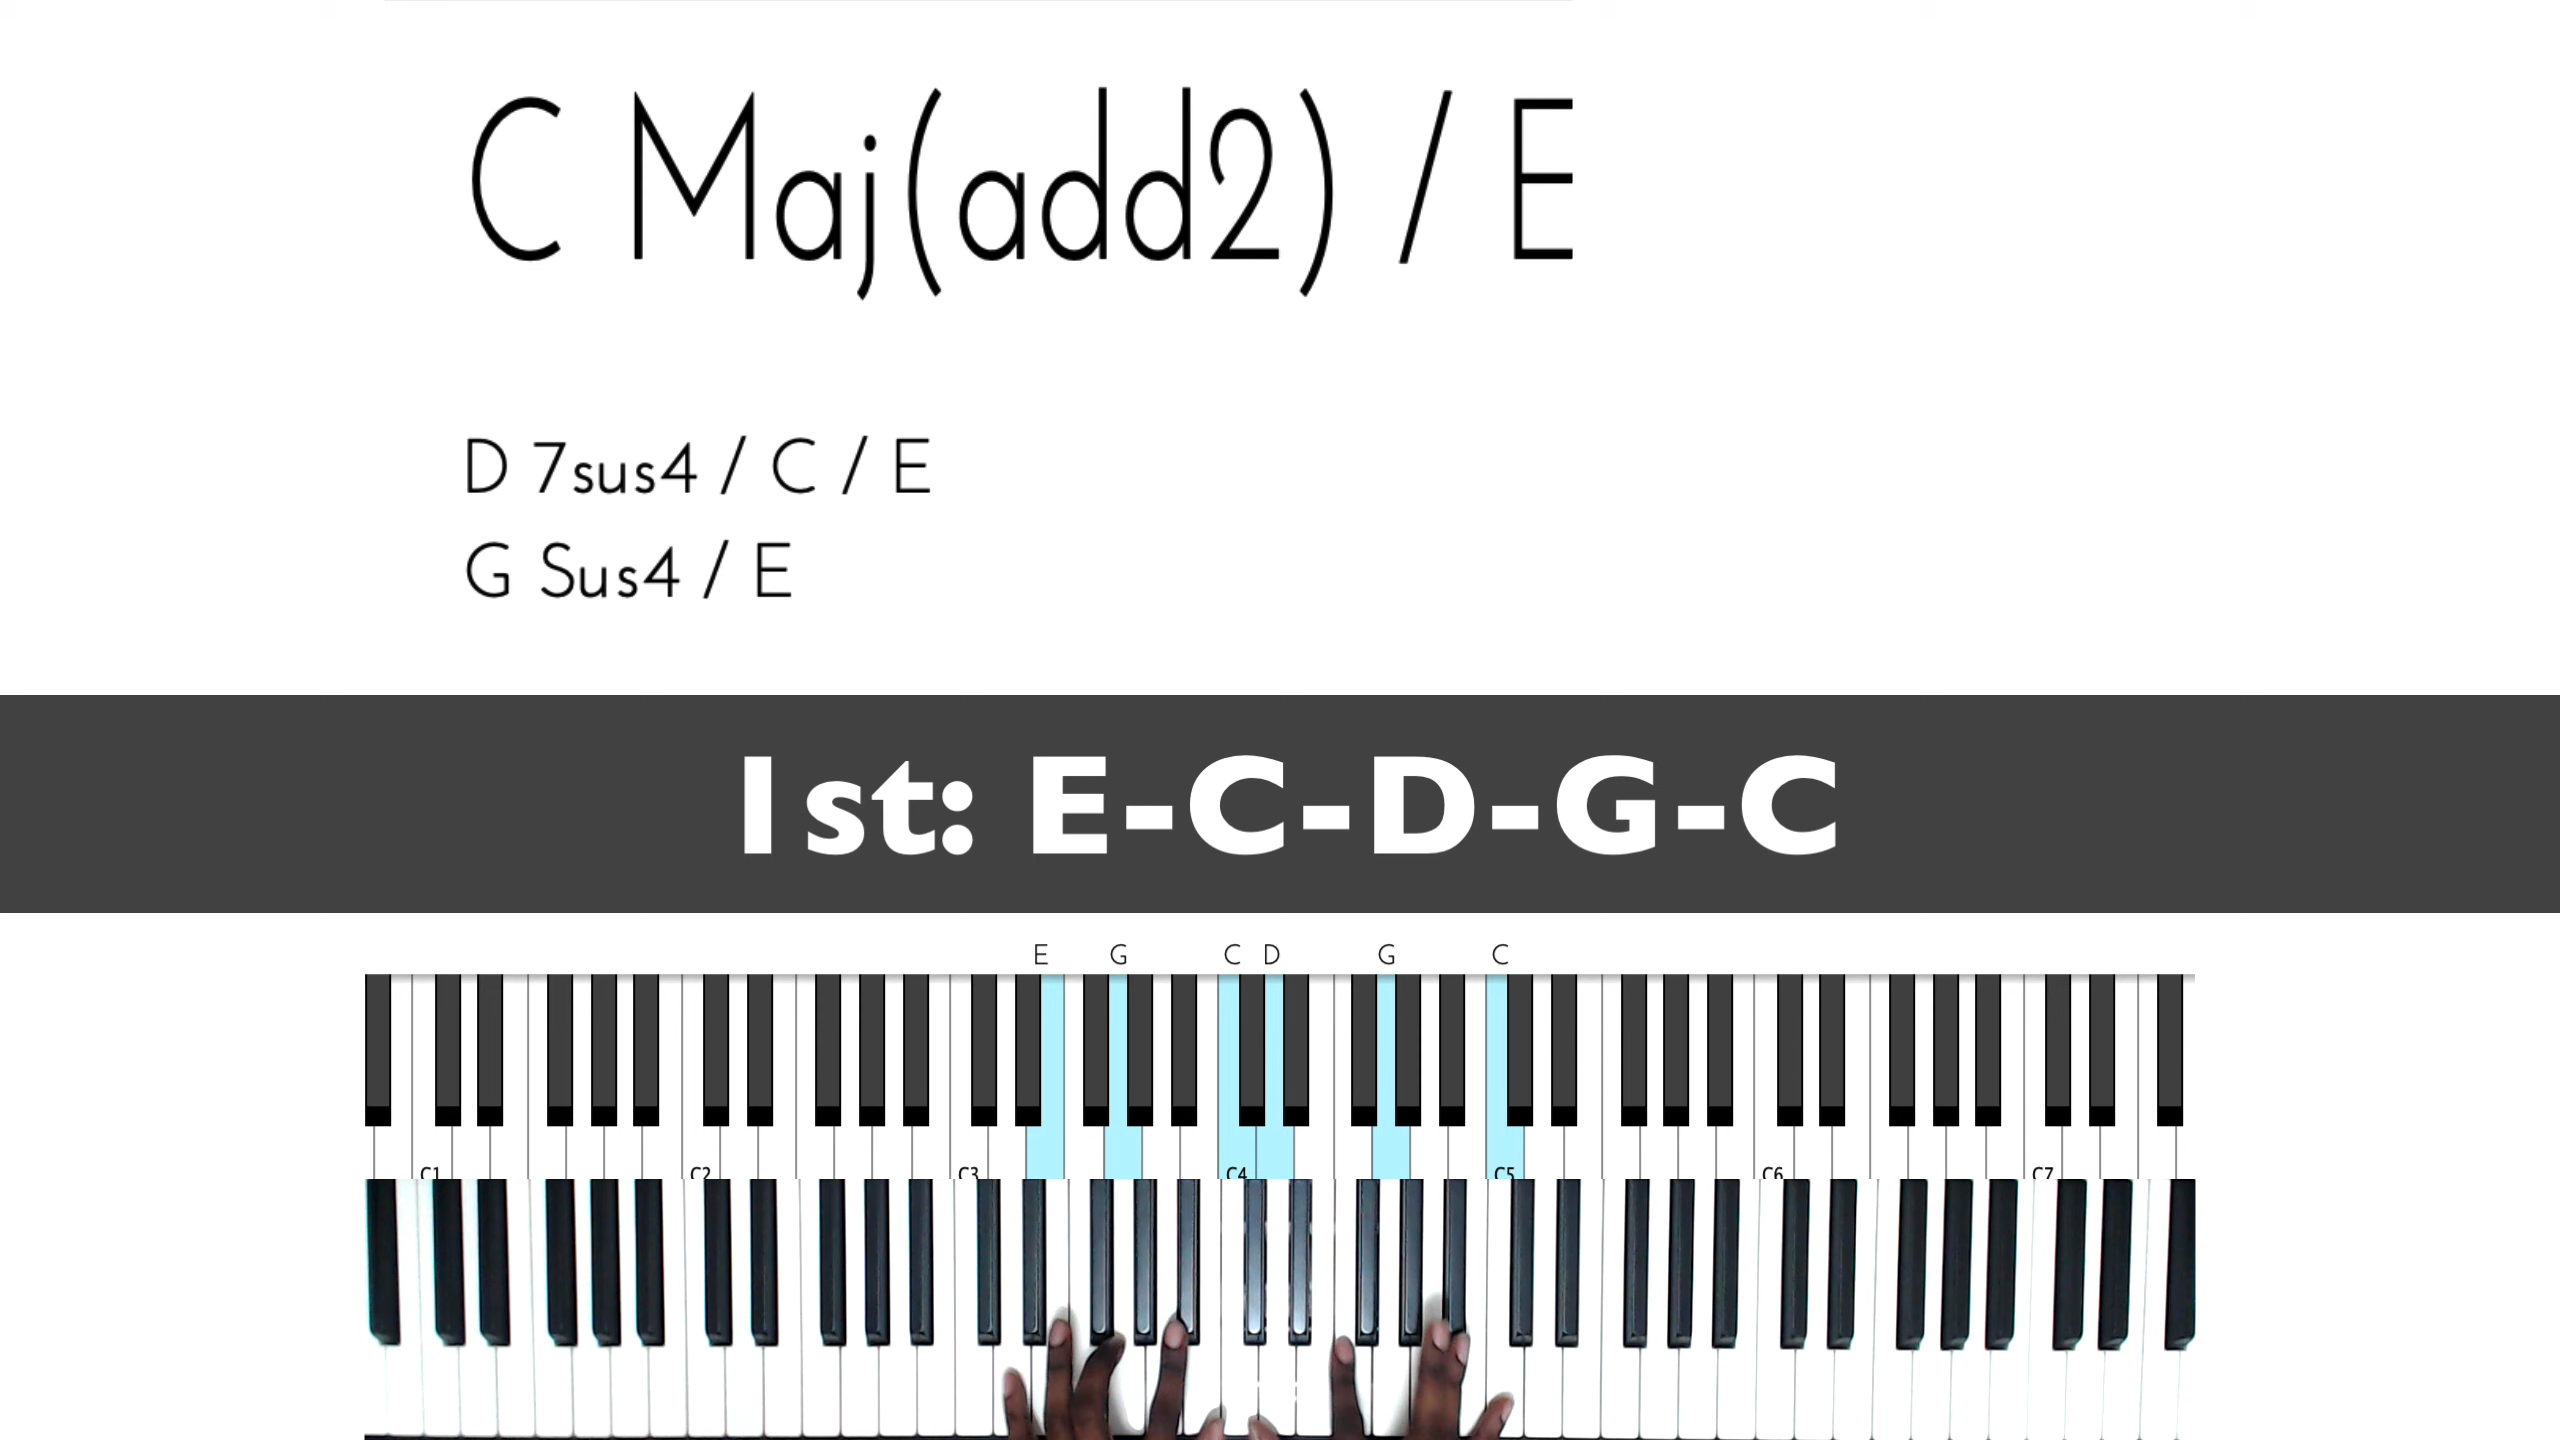 C Maj(add2) / E
D 7sus4 / C / E
G Sus4 / E
1st: E-C-D-G-C
E G C D G C
C1 C2 C3 C4 C5 C6 C7